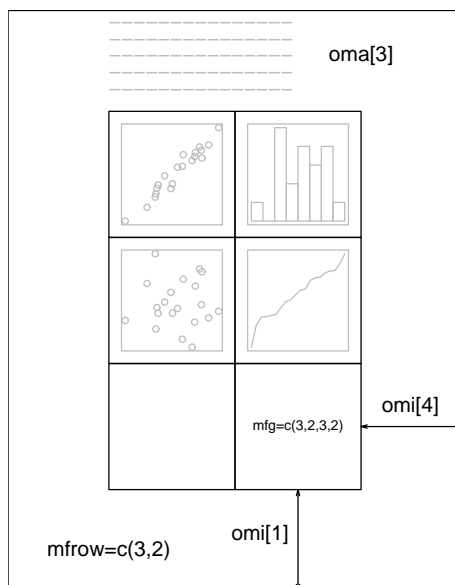 oma[3]
omi[4]
mfg=c(3,2,3,2)
omi[1]
mfrow=c(3,2)